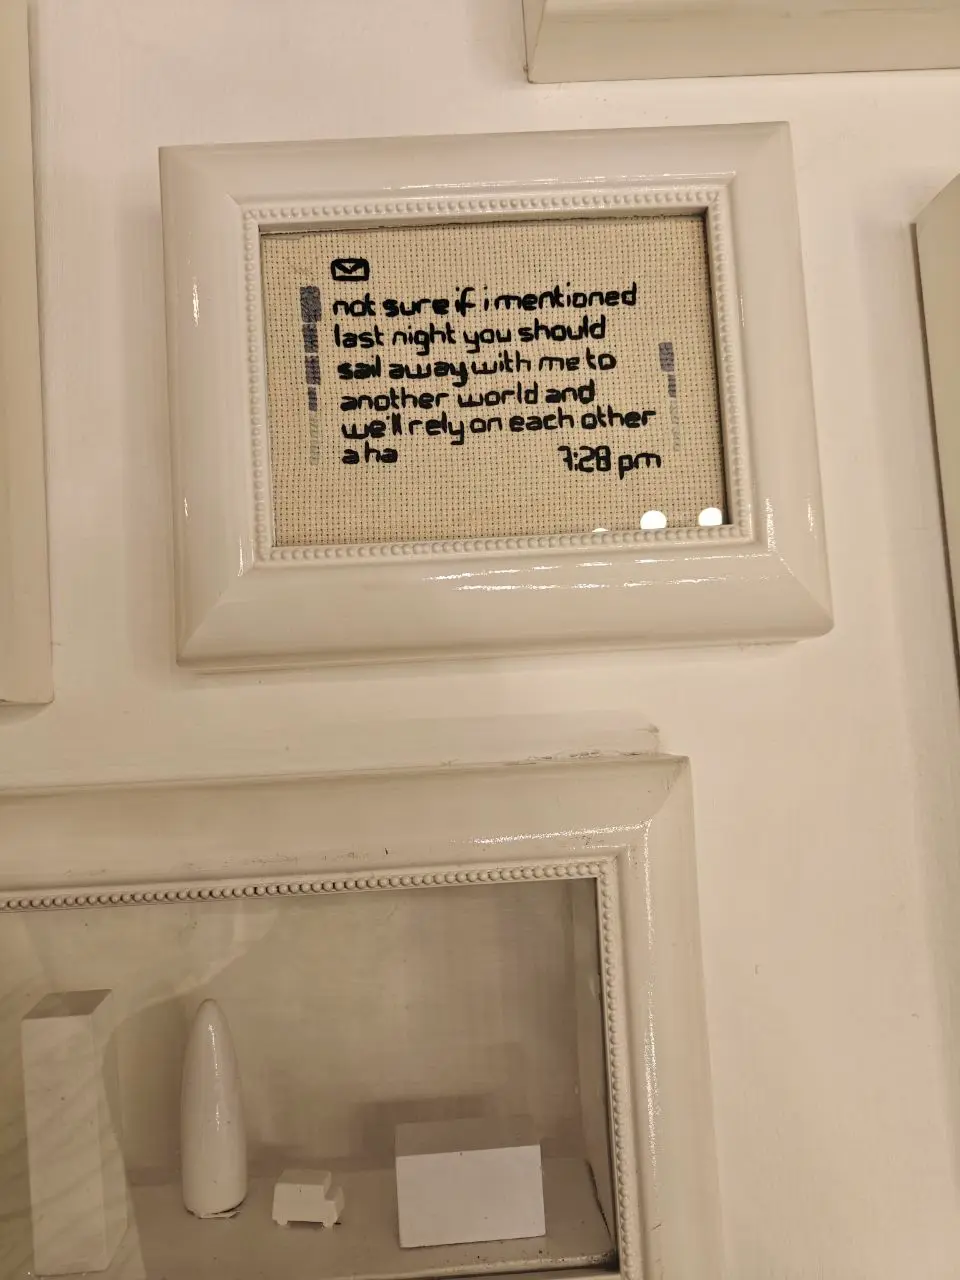 not sure if i mentioned
last night you should
sail away with me to
another world and
we'll rely on each other
a ha
7:28 pm